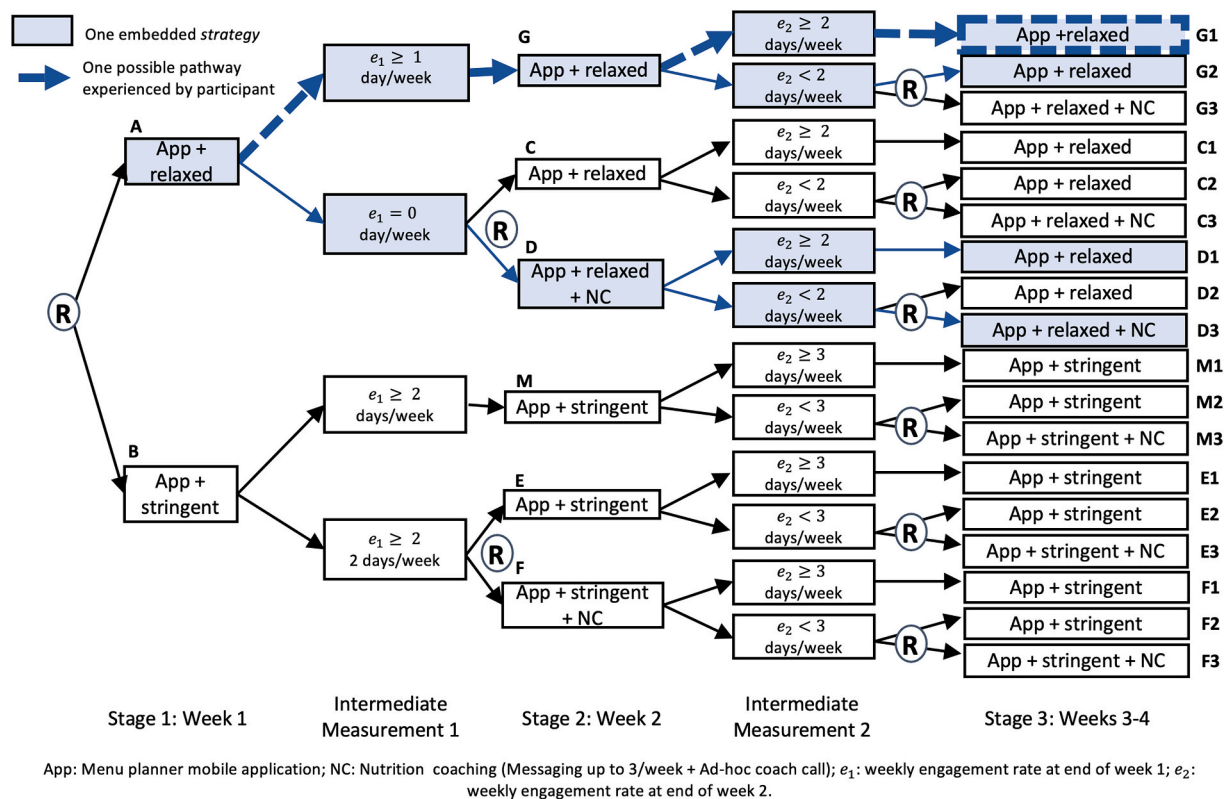 One embedded strategy
One possible pathway
experienced by participant
A
App +
relaxed
R
B
App +
stringent
e₁ ≥ 1
day/week
e₁ = 0
day/week
R
e₁ ≥ 2
days/week
e₁ ≥ 2
2 days/week
R
G
App + relaxed
C
App + relaxed
D
App + relaxed
+ NC
M
App + stringent
E
App + stringent
F
App + stringent
+ NC
e₂ ≥ 2
days/week
e₂ < 2
days/week
R
e₂ ≥ 2
days/week
e₂ < 2
days/week
R
e₂ ≥ 2
days/week
e₂ < 2
days/week
R
e₂ ≥ 3
days/week
e₂ < 3
days/week
R
e₂ ≥ 3
days/week
e₂ < 3
days/week
R
e₂ ≥ 3
days/week
e₂ < 3
days/week
R
App +relaxed G1
App + relaxed G2
App + relaxed + NC G3
App + relaxed C1
App + relaxed C2
App + relaxed + NC C3
App + relaxed D1
App + relaxed D2
App + relaxed + NC D3
App + stringent M1
App + stringent M2
App + stringent + NC M3
App + stringent E1
App + stringent E2
App + stringent + NC E3
App + stringent F1
App + stringent F2
App + stringent + NC F3
Stage 1: Week 1
Intermediate
Measurement 1
Stage 2: Week 2
Intermediate
Measurement 2
Stage 3: Weeks 3-4
App: Menu planner mobile application; NC: Nutrition coaching (Messaging up to 3/week + Ad-hoc coach call); e₁: weekly engagement rate at end of week 1; e₂:
weekly engagement rate at end of week 2.